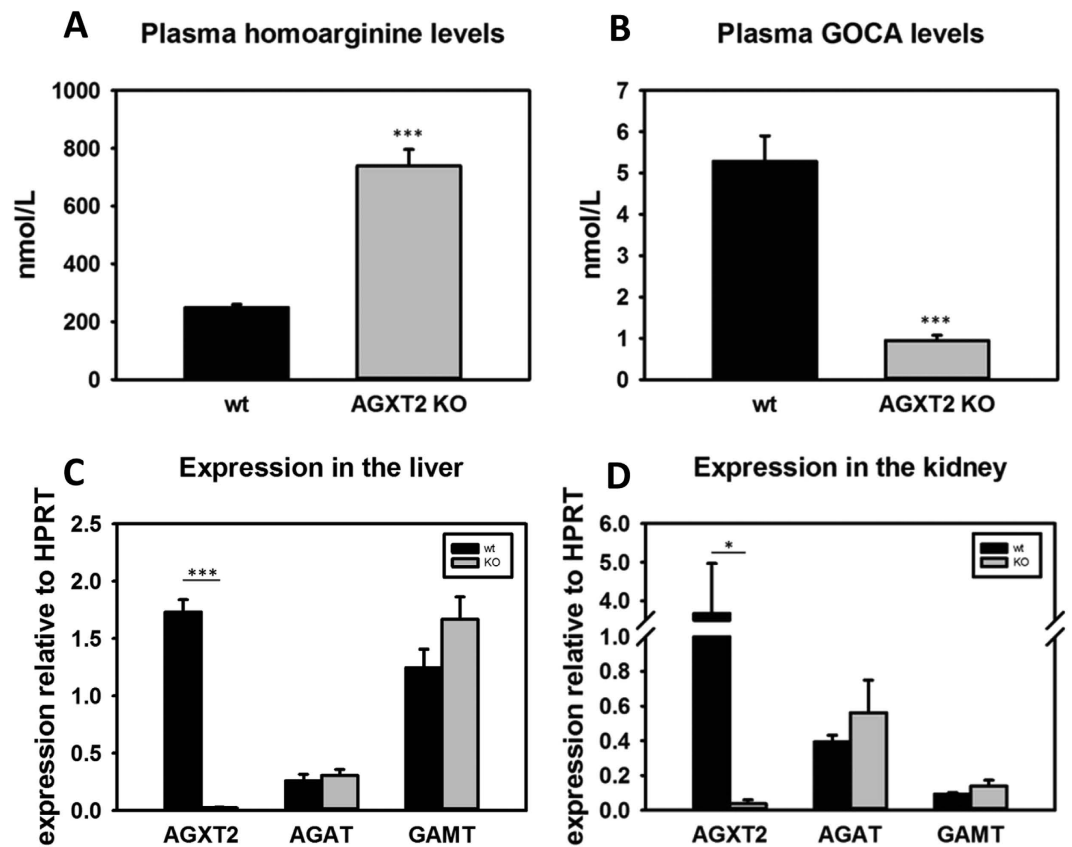 A
Plasma homoarginine levels
nmol/L
1000
800
600
400
200
0
***
wt
AGXT2 KO
B
Plasma GOCA levels
nmol/L
7
6
5
4
3
2
1
0
***
wt
AGXT2 KO
C
Expression in the liver
expression relative to HPRT
2.5
2.0
1.5
1.0
0.5
0.0
***
wt
KO
AGXT2
AGAT
GAMT
D
Expression in the kidney
expression relative to HPRT
6.0
5.0
4.0
1.0
0.8
0.6
0.4
0.2
0.0
*
wt
KO
AGXT2
AGAT
GAMT